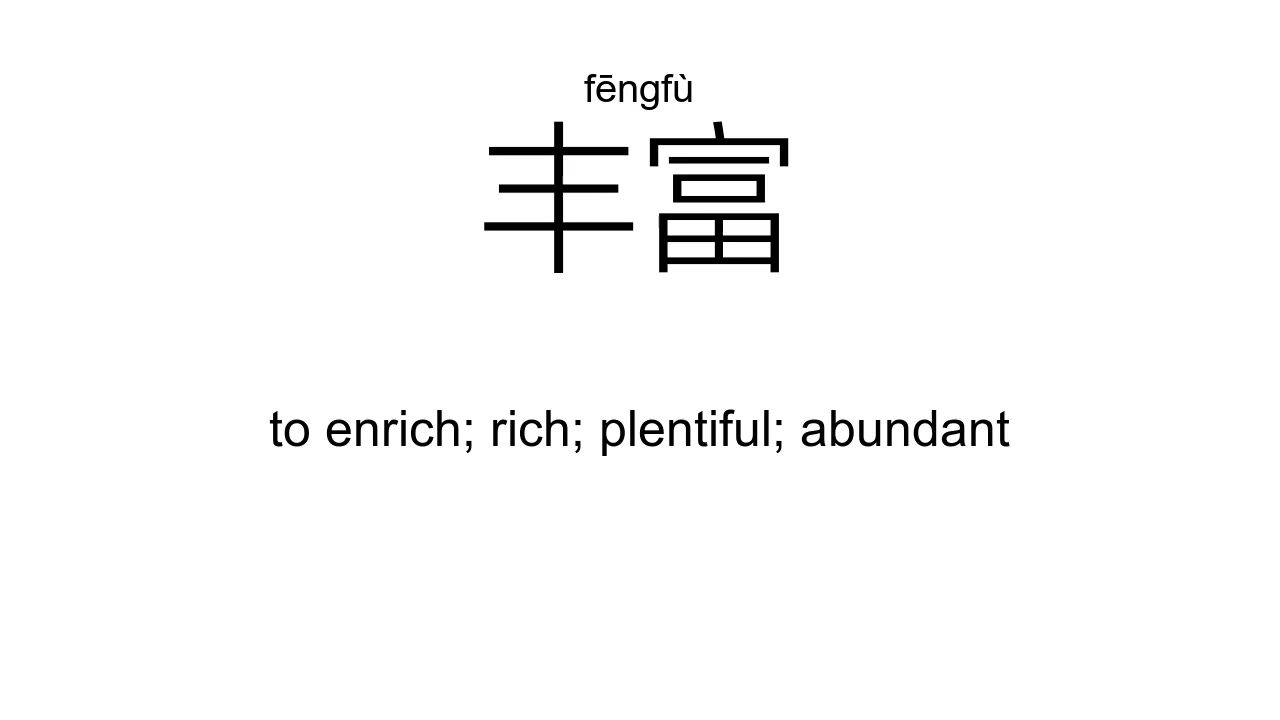 fēngfù
丰富
to enrich; rich; plentiful; abundant